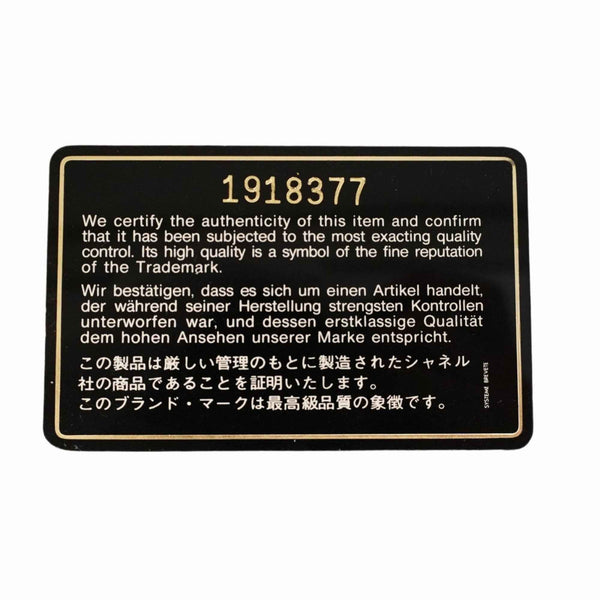 1918377
We certify the authenticity of this item and confirm
that it has been subjected to the most exacting quality
control. Its high quality is a symbol of the fine reputation
of the Trademark.
Wir bestätigen, dass es sich um einen Artikel handelt,
der während seiner Herstellung strengsten Kontrollen
unterworfen war, und dessen erstklassige Qualität
dem hohen Ansehen unserer Marke entspricht.
この製品は厳しい管理のもとに製造されたシャネル
社の商品であることを証明いたします。
このブランド・マークは最高級品質の象徴です。
SYSTEME BREVETE